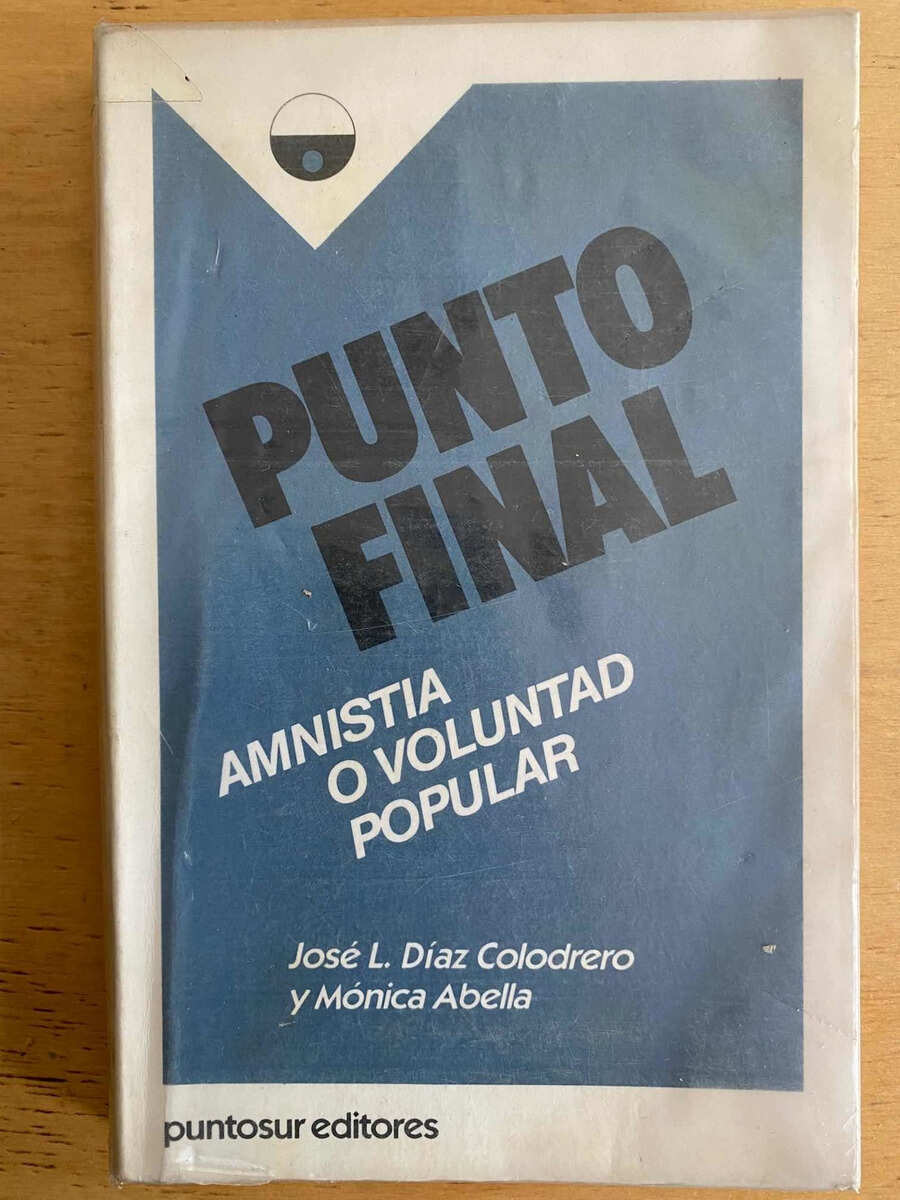 PUNTO
FINAL
AMNISTIA
O VOLUNTAD
POPULAR
José L. Díaz Colodrero
y Mónica Abella
puntosur editores